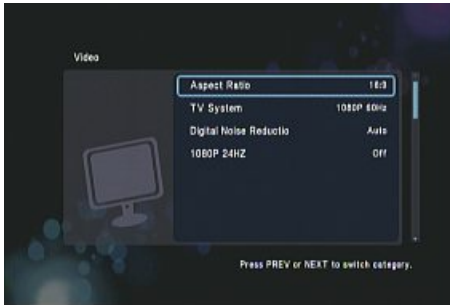 Video
Aspect Ratio 16:9
TV System 1080P 60Hz
Digital Noise Reductio Auto
1080P 24HZ Off
Press PREV or NEXT to switch category.